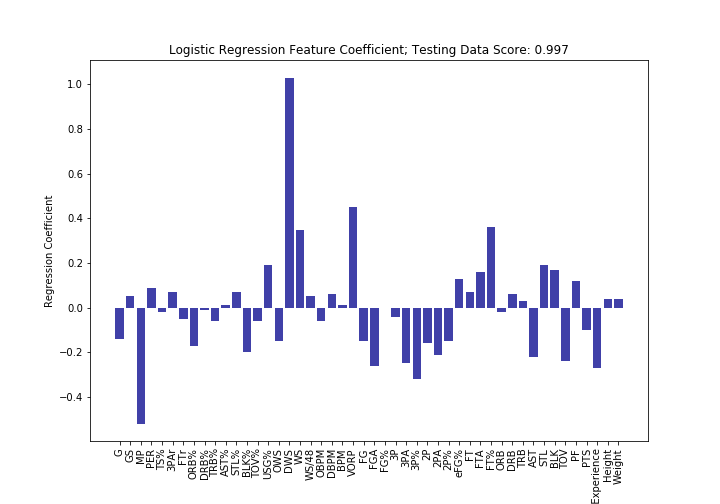 Logistic Regression Feature Coefficient; Testing Data Score: 0.997
Regression Coefficient
1.0
0.8
0.6
0.4
0.2
0.0
−0.2
−0.4
G
GS
MP
PER
TS%
3PAr
FTr
ORB%
DRB%
TRB%
AST%
STL%
BLK%
TOV%
USG%
OWS
DWS
WS
WS/48
OBPM
DBPM
BPM
VORP
FG
FGA
FG%
3P
3PA
3P%
2P
2PA
2P%
eFG%
FT
FTA
FT%
ORB
DRB
TRB
AST
STL
BLK
TOV
PF
PTS
Experience
Height
Weight